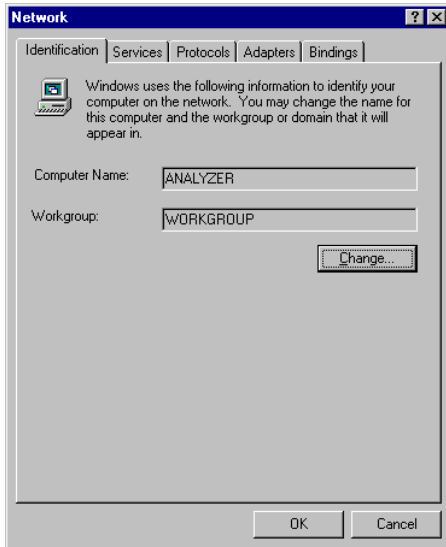 Network
Identification Services Protocols Adapters Bindings
Windows uses the following information to identify your
computer on the network. You may change the name for
this computer and the workgroup or domain that it will
appear in.
Computer Name: ANALYZER
Workgroup: WORKGROUP
Change...
OK Cancel